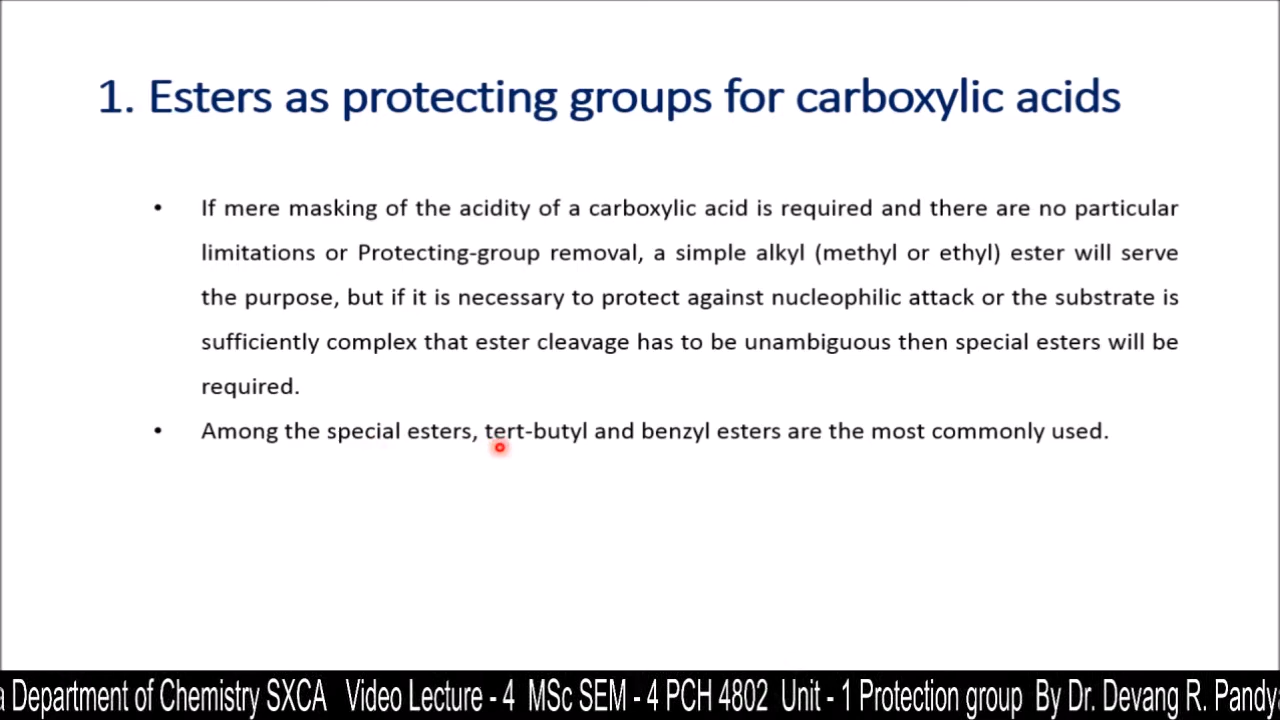 1. Esters as protecting groups for carboxylic acids
• If mere masking of the acidity of a carboxylic acid is required and there are no particular
limitations or Protecting-group removal, a simple alkyl (methyl or ethyl) ester will serve
the purpose, but if it is necessary to protect against nucleophilic attack or the substrate is
sufficiently complex that ester cleavage has to be unambiguous then special esters will be
required.
• Among the special esters, tert-butyl and benzyl esters are the most commonly used.
a Department of Chemistry SXCA Video Lecture - 4 MSc SEM - 4 PCH 4802 Unit - 1 Protection group By Dr. Devang R. Pandya